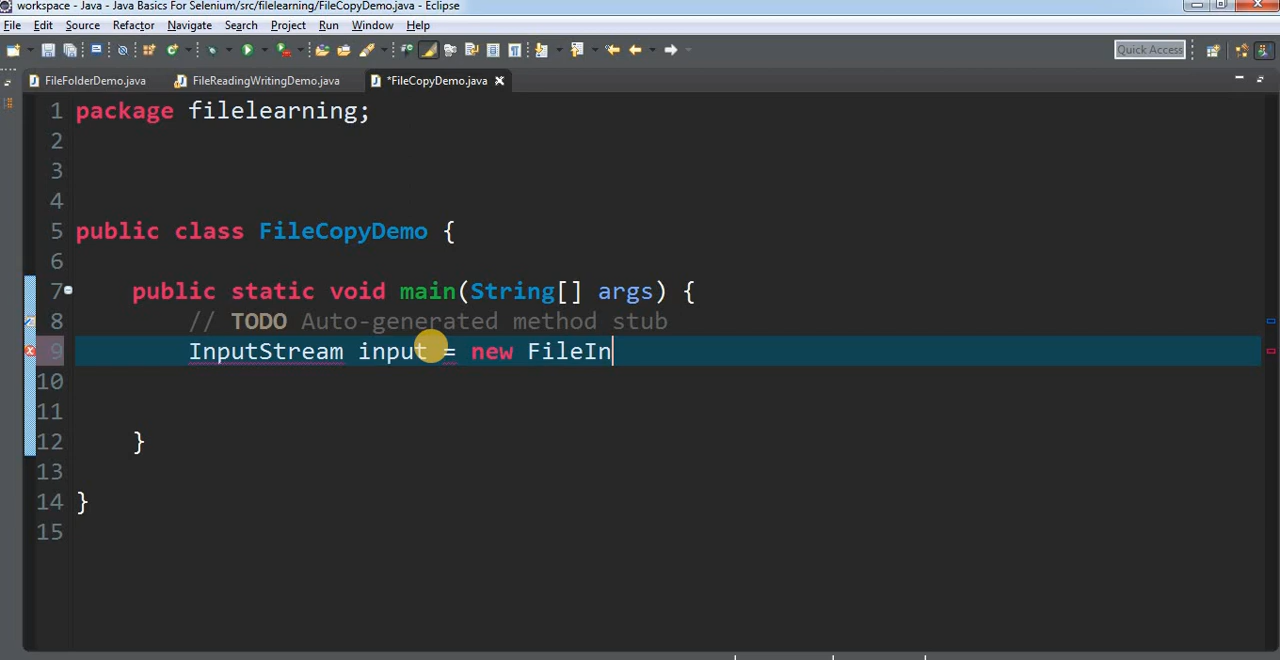 workspace - Java - Java Basics For Selenium/src/filelearning/FileCopyDemo.java - Eclipse
File Edit Source Refactor Navigate Search Project Run Window Help
Quick Access
FileFolderDemo.java FileReadingWritingDemo.java *FileCopyDemo.java
1 package filelearning;
2
3
4
5 public class FileCopyDemo {
6
7 public static void main(String[] args) {
8 // TODO Auto-generated method stub
9 InputStream input = new FileIn
10
11
12 }
13
14 }
15